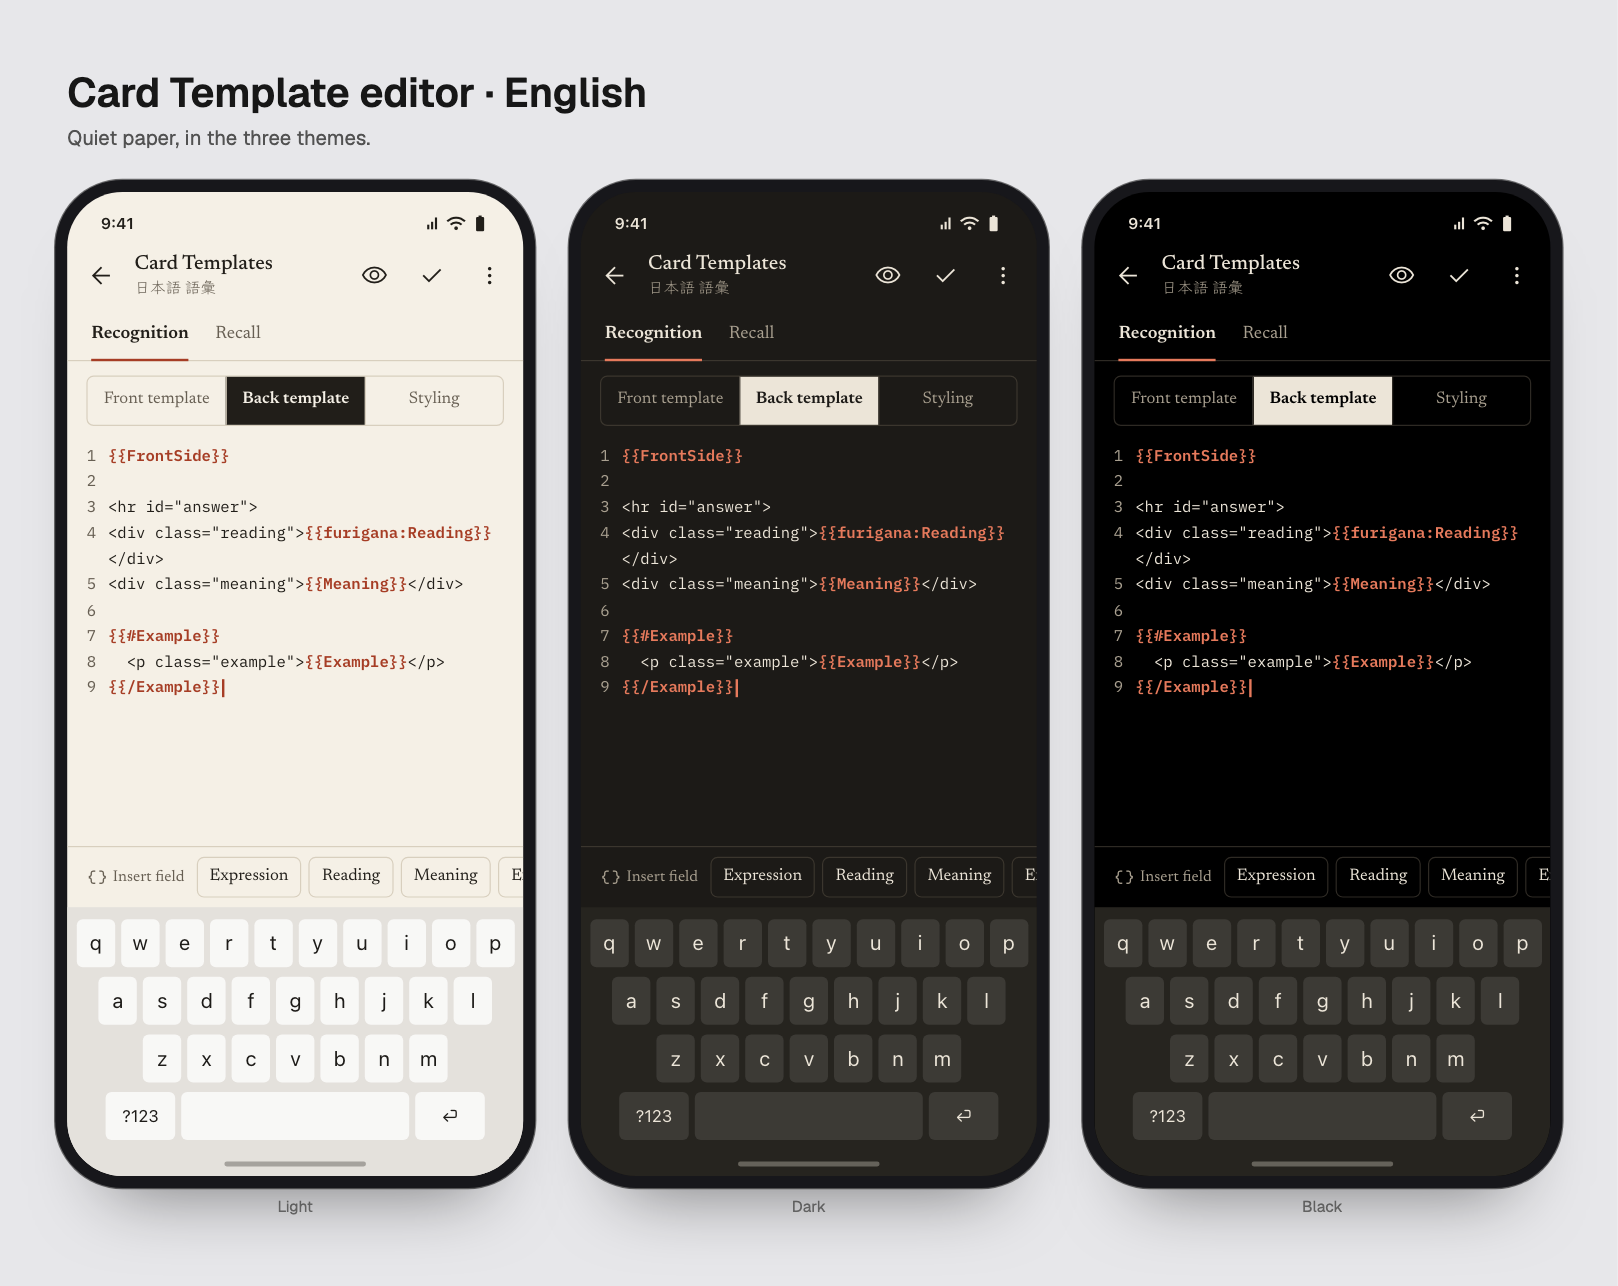 Card Template editor · English
Quiet paper, in the three themes.
9:41
Card Templates
日本語 語彙
Recognition Recall
Front template Back template Styling
1 {{FrontSide}}
2
3 <hr id="answer">
4 <div class="reading">{{furigana:Reading}}
</div>
5 <div class="meaning">{{Meaning}}</div>
6
7 {{#Example}}
8 <p class="example">{{Example}}</p>
9 {{/Example}}
{} Insert field Expression Reading Meaning E
q w e r t y u i o p
a s d f g h j k l
z x c v b n m
?123
Light
9:41
Card Templates
日本語 語彙
Recognition Recall
Front template Back template Styling
1 {{FrontSide}}
2
3 <hr id="answer">
4 <div class="reading">{{furigana:Reading}}
</div>
5 <div class="meaning">{{Meaning}}</div>
6
7 {{#Example}}
8 <p class="example">{{Example}}</p>
9 {{/Example}}
{} Insert field Expression Reading Meaning E
q w e r t y u i o p
a s d f g h j k l
z x c v b n m
?123
Dark
9:41
Card Templates
日本語 語彙
Recognition Recall
Front template Back template Styling
1 {{FrontSide}}
2
3 <hr id="answer">
4 <div class="reading">{{furigana:Reading}}
</div>
5 <div class="meaning">{{Meaning}}</div>
6
7 {{#Example}}
8 <p class="example">{{Example}}</p>
9 {{/Example}}
{} Insert field Expression Reading Meaning E
q w e r t y u i o p
a s d f g h j k l
z x c v b n m
?123
Black